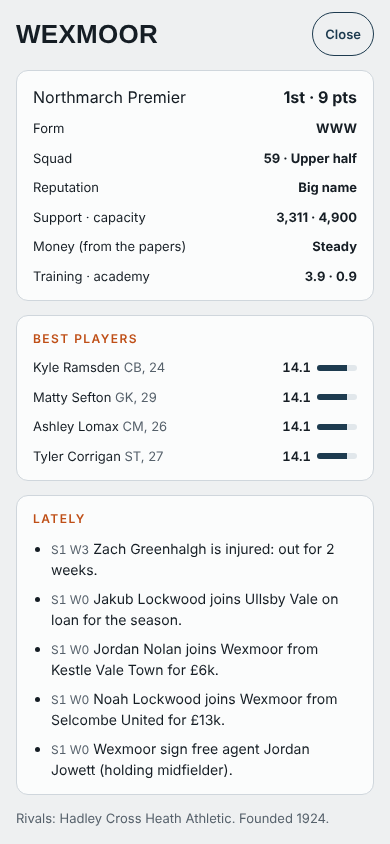 WEXMOOR
Close
Northmarch Premier 1st · 9 pts
Form WWW
Squad 59 · Upper half
Reputation Big name
Support · capacity 3,311 · 4,900
Money (from the papers) Steady
Training · academy 3.9 · 0.9
BEST PLAYERS
Kyle Ramsden CB, 24 14.1
Matty Sefton GK, 29 14.1
Ashley Lomax CM, 26 14.1
Tyler Corrigan ST, 27 14.1
LATELY
• S1 W3 Zach Greenhalgh is injured: out for 2
weeks.
• S1 W0 Jakub Lockwood joins Ullsby Vale on
loan for the season.
• S1 W0 Jordan Nolan joins Wexmoor from
Kestle Vale Town for £6k.
• S1 W0 Noah Lockwood joins Wexmoor from
Selcombe United for £13k.
• S1 W0 Wexmoor sign free agent Jordan
Jowett (holding midfielder).
Rivals: Hadley Cross Heath Athletic. Founded 1924.